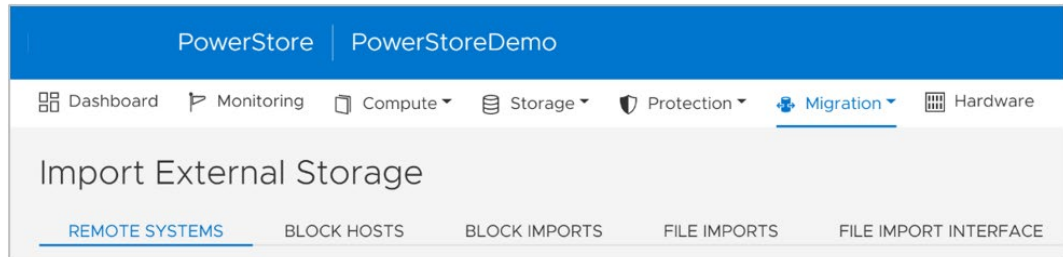 PowerStore PowerStoreDemo
Dashboard Monitoring Compute Storage Protection Migration Hardware
Import External Storage
REMOTE SYSTEMS BLOCK HOSTS BLOCK IMPORTS FILE IMPORTS FILE IMPORT INTERFACE